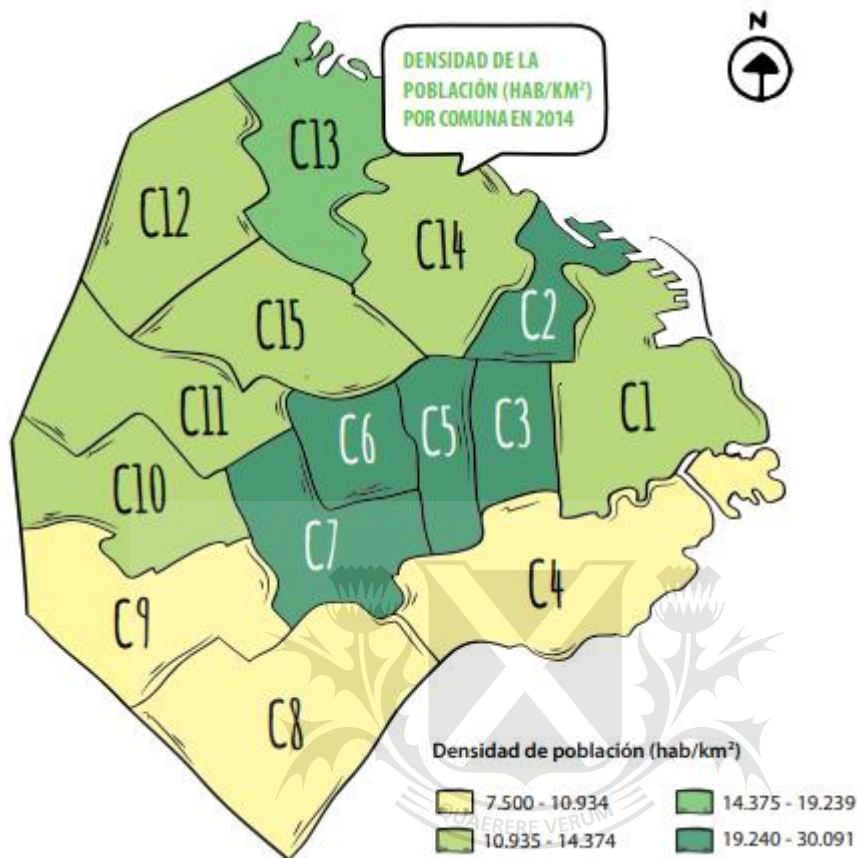 N
DENSIDAD DE LA
POBLACIÓN (HAB/KM²)
POR COMUNA EN 2014
C13
C12
C14
C15
C2
C11
C6
C5
C3
C1
C10
C7
C4
C9
C8
Densidad de población (hab/km²)
7.500 - 10.934
14.375 - 19.239
QUAERERE VERUM
10.935 - 14.374
19.240 - 30.091